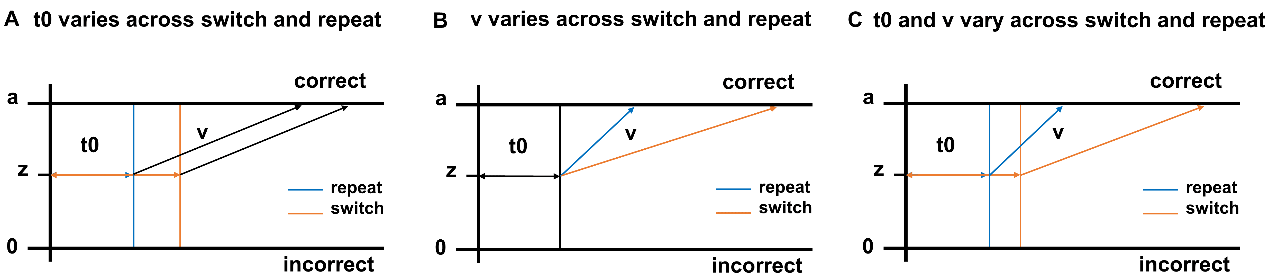 A t0 varies across switch and repeat
correct
a
t0
v
z
repeat
switch
0
incorrect
B v varies across switch and repeat
correct
a
t0
v
z
repeat
switch
0
incorrect
C t0 and v vary across switch and repeat
correct
a
t0
v
z
repeat
switch
0
incorrect